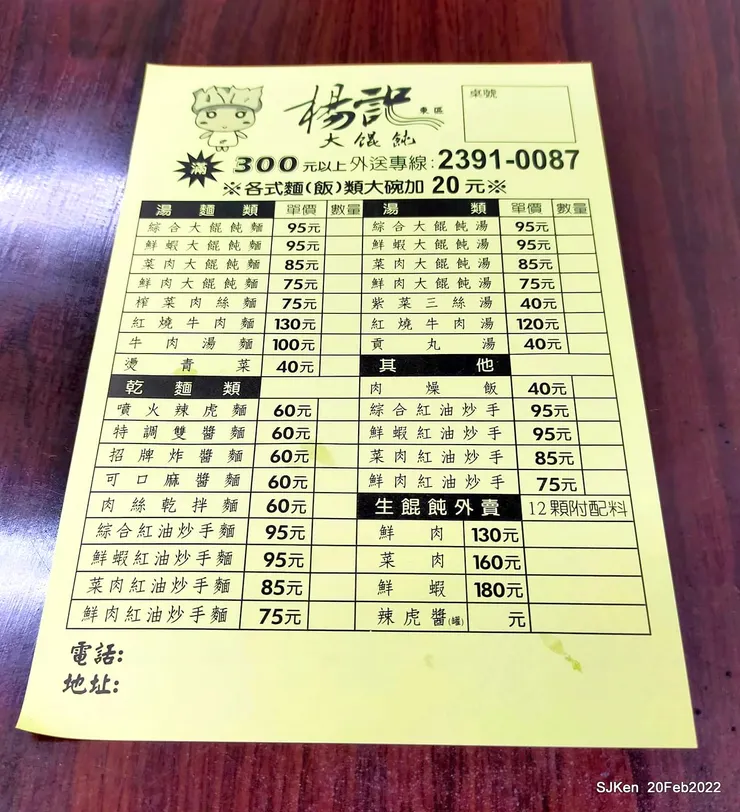 楊記
東區
大餛飩
桌號
滿 300元以上外送專線:2391-0087
※各式麵(飯)類大碗加 20 元※
湯麵類 單價 數量 湯類 單價 數量
綜合大餛飩麵 95元 綜合大餛飩湯 95元
鮮蝦大餛飩麵 95元 鮮蝦大餛飩湯 95元
菜肉大餛飩麵 85元 菜肉大餛飩湯 85元
鮮肉大餛飩麵 75元 鮮肉大餛飩湯 75元
榨菜肉絲麵 75元 紫菜三絲湯 40元
紅燒牛肉麵 130元 紅燒牛肉湯 120元
牛肉湯麵 100元 貢丸湯 40元
燙青菜 40元 其他
乾麵類 肉燥飯 40元
噴火辣虎麵 60元 綜合紅油炒手 95元
特調雙醬麵 60元 鮮蝦紅油炒手 95元
招牌炸醬麵 60元 菜肉紅油炒手 85元
可口麻醬麵 60元 鮮肉紅油炒手 75元
肉絲乾拌麵 60元 生餛飩外賣 12顆附配料
綜合紅油炒手麵 95元 鮮肉 130元
鮮蝦紅油炒手麵 95元 菜肉 160元
菜肉紅油炒手麵 85元 鮮蝦 180元
鮮肉紅油炒手麵 75元 辣虎醬(罐) 元
電話:
地址:
SJKen 20Feb2022